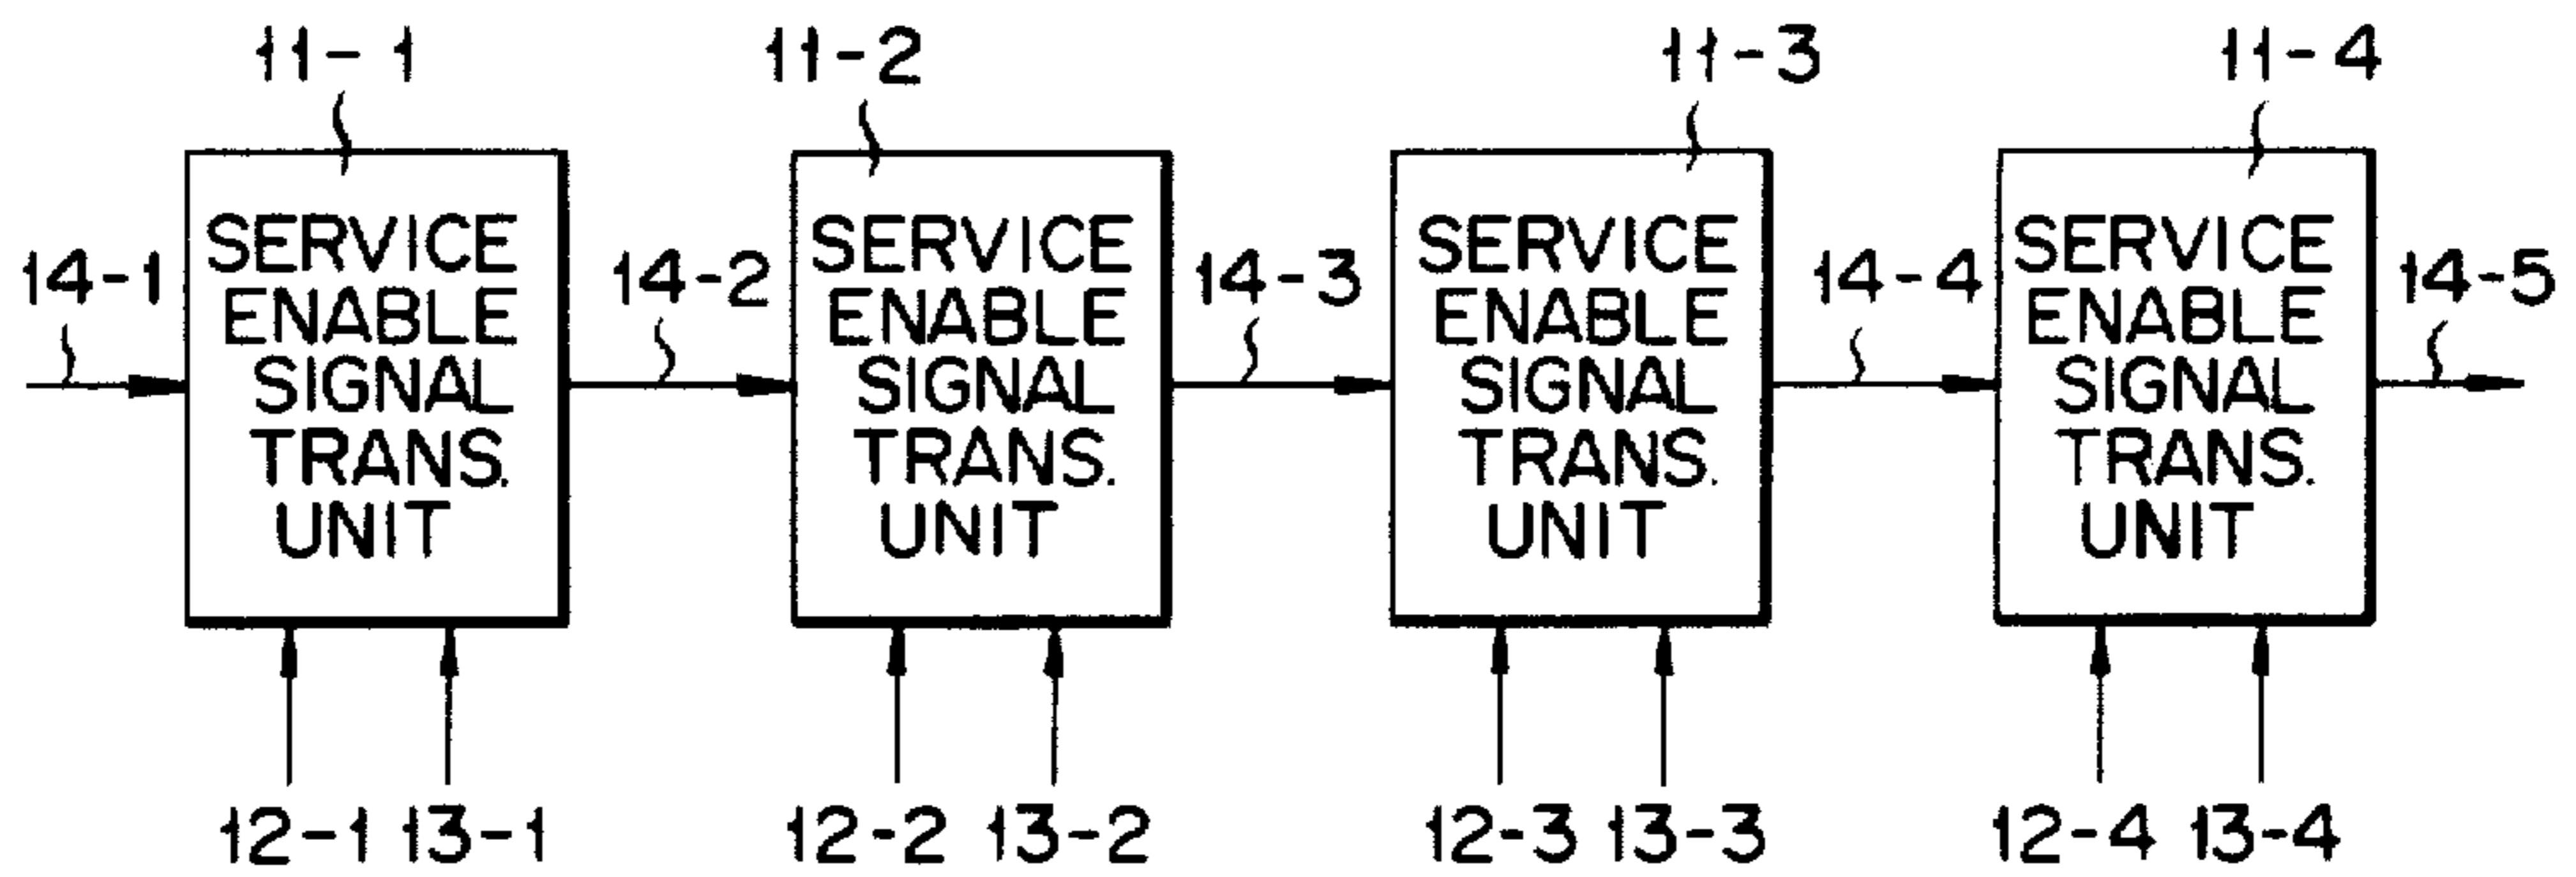 11-1 11-2 11-3 11-4
14-1 14-2 14-3 14-4 14-5
SERVICE
ENABLE
SIGNAL
TRANS.
UNIT
SERVICE
ENABLE
SIGNAL
TRANS.
UNIT
SERVICE
ENABLE
SIGNAL
TRANS.
UNIT
SERVICE
ENABLE
SIGNAL
TRANS.
UNIT
12-1 13-1 12-2 13-2 12-3 13-3 12-4 13-4